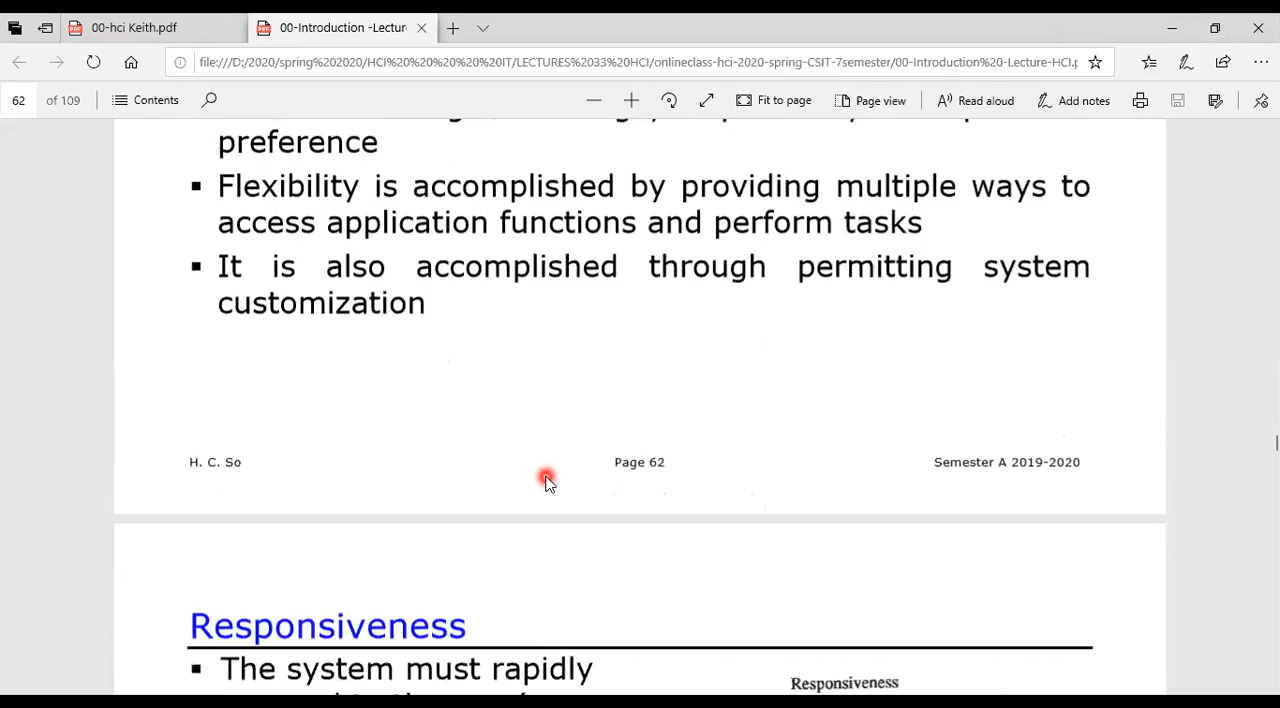 00-hci Keith.pdf
00-Introduction -Lectur
file:///D:/2020/spring%202020/HCI%20%20%20%20%20IT/LECTURES%2033%20HCI/onlineclass-hci-2020-spring-CSIT-7semester/00-Introduction%20-Lecture-HCI.p
62 of 109 Contents Fit to page Page view Read aloud Add notes
preference
▪ Flexibility is accomplished by providing multiple ways to
access application functions and perform tasks
▪ It is also accomplished through permitting system
customization
H. C. So Page 62 Semester A 2019-2020
Responsiveness
▪ The system must rapidly
Responsiveness